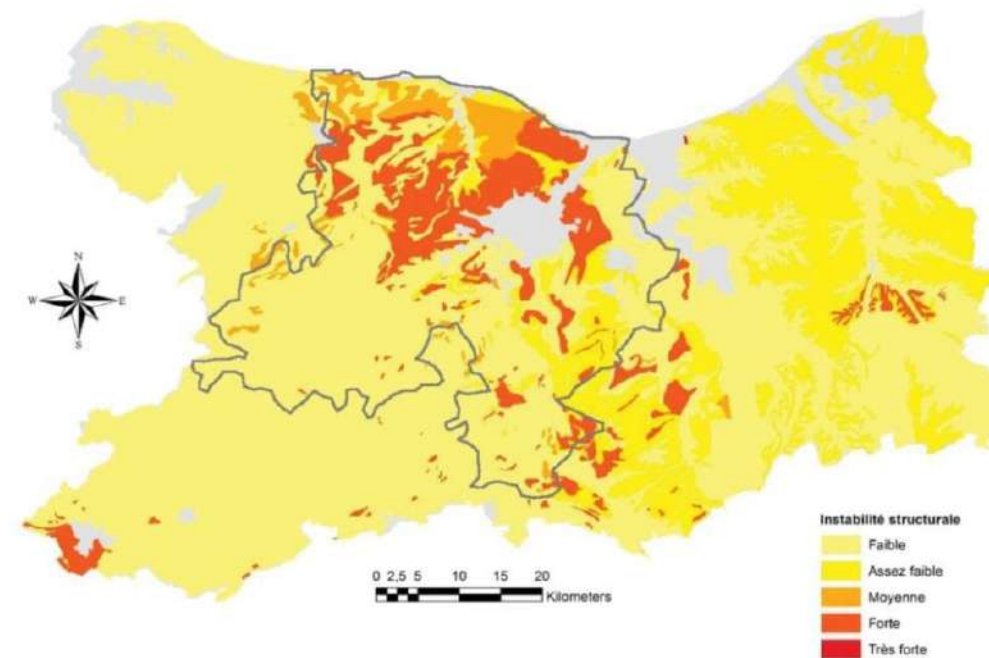 N
W E
S
0 2,5 5 10 15 20
Kilometers
Instabilité structurale
Faible
Assez faible
Moyenne
Forte
Très forte